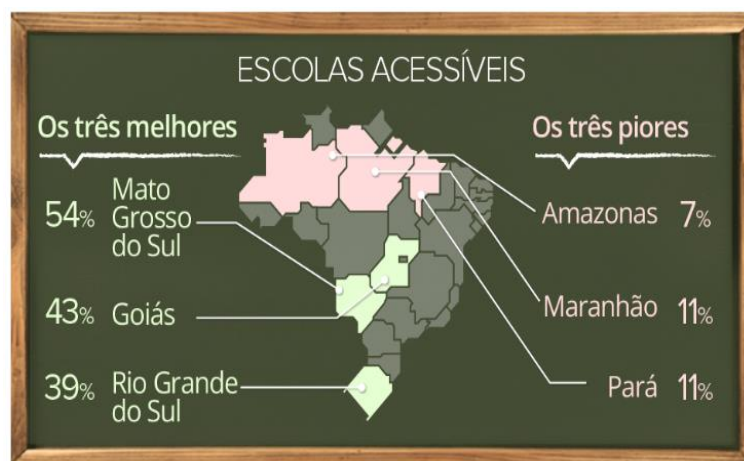 ESCOLAS ACESSÍVEIS
Os três melhores
54% Mato
Grosso
do Sul
43% Goiás
39% Rio Grande
do Sul
Os três piores
Amazonas 7%
Maranhão 11%
Pará 11%